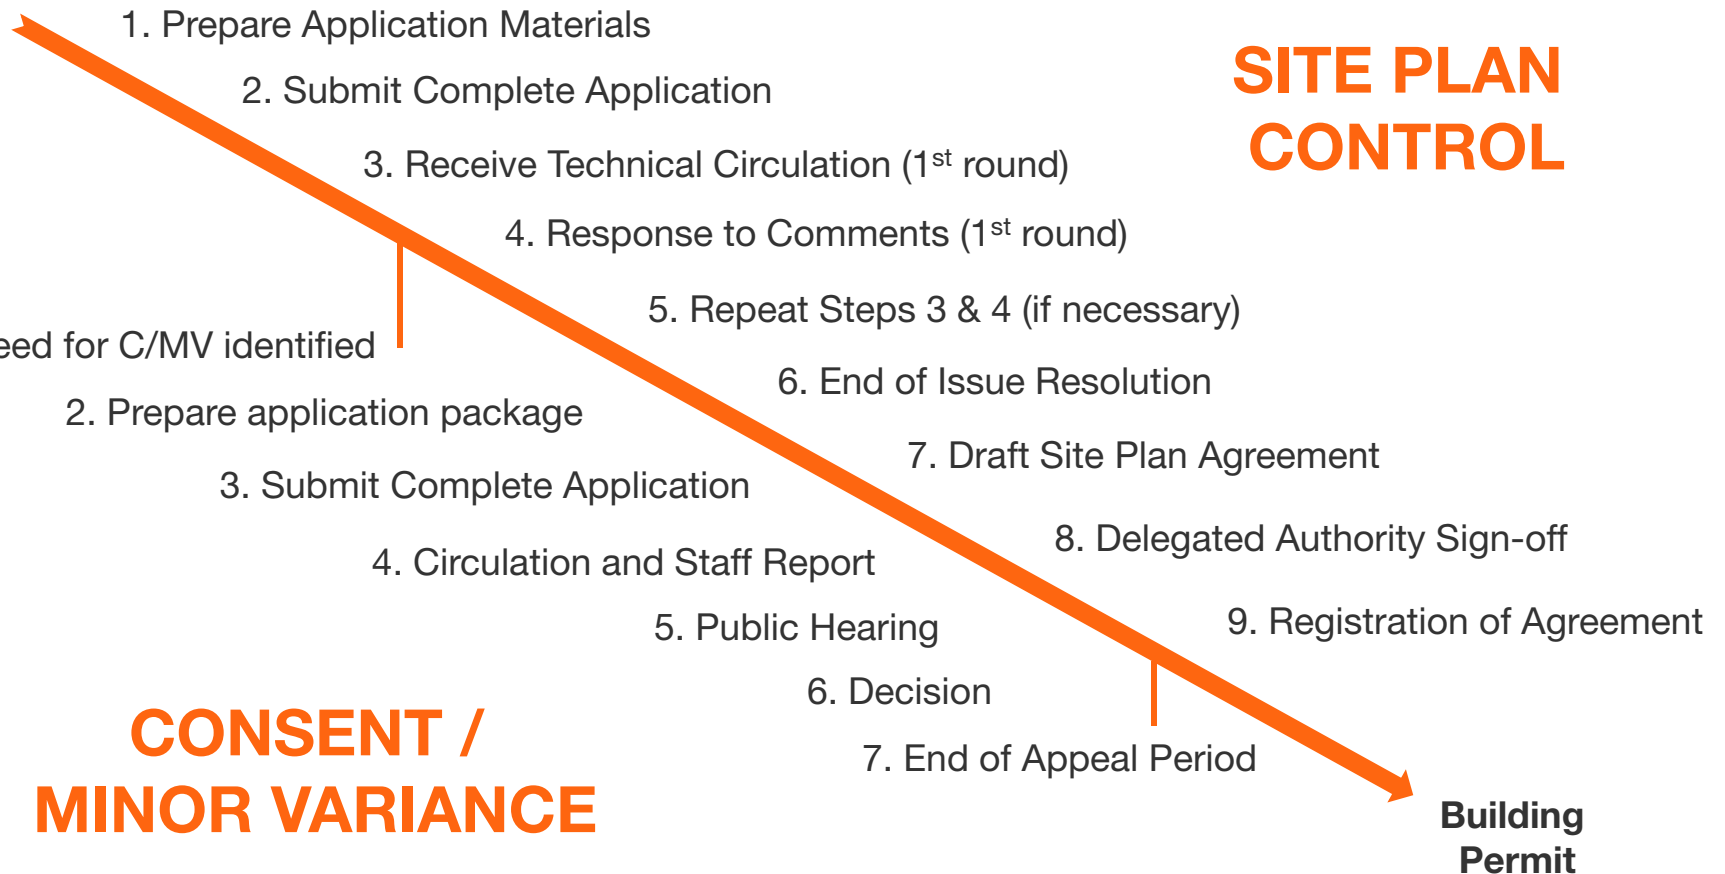 1. Prepare Application Materials
2. Submit Complete Application
SITE PLAN
CONTROL
3. Receive Technical Circulation (1st round)
4. Response to Comments (1st round)
5. Repeat Steps 3 & 4 (if necessary)
6. End of Issue Resolution
7. Draft Site Plan Agreement
8. Delegated Authority Sign-off
9. Registration of Agreement
for C/MV identified
2. Prepare application package
3. Submit Complete Application
4. Circulation and Staff Report
5. Public Hearing
6. Decision
7. End of Appeal Period
CONSENT /
MINOR VARIANCE
Building
Permit